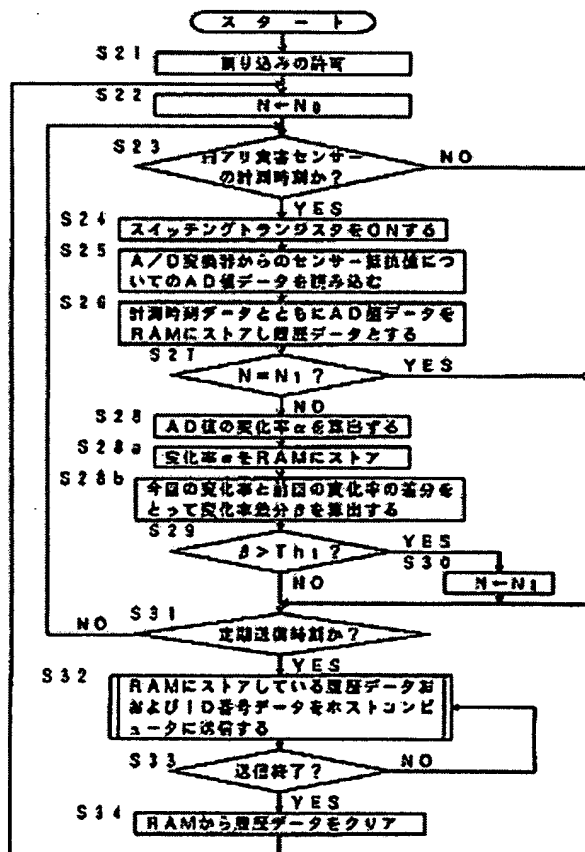 スタート
S21
割り込みの許可
S22
N←N0
S23
白アリ食害センサー
の計測時刻か?
NO
YES
S24
スイッチングトランジスタをONする
S25
A/D変換計からのセンサー抵抗値につ
いてのAD値データを読み込む
S26
計測時刻データとともにAD値データを
RAMにストアし履歴データとする
S27
N=N1?
YES
NO
S28
AD値の変化率αを算出する
S28a
変化率αをRAMにストア
S28b
今回の変化率と前回の変化率の差分を
とって変化率差分βを算出する
S29
β>Th1?
YES
S30
N←N1
NO
S31
NO
定期送信時刻か?
YES
S32
RAMにストアしている履歴データお
およびID番号データをホストコンピ
ュータに送信する
S33
送信終了?
NO
YES
S34
RAMから履歴データをクリア